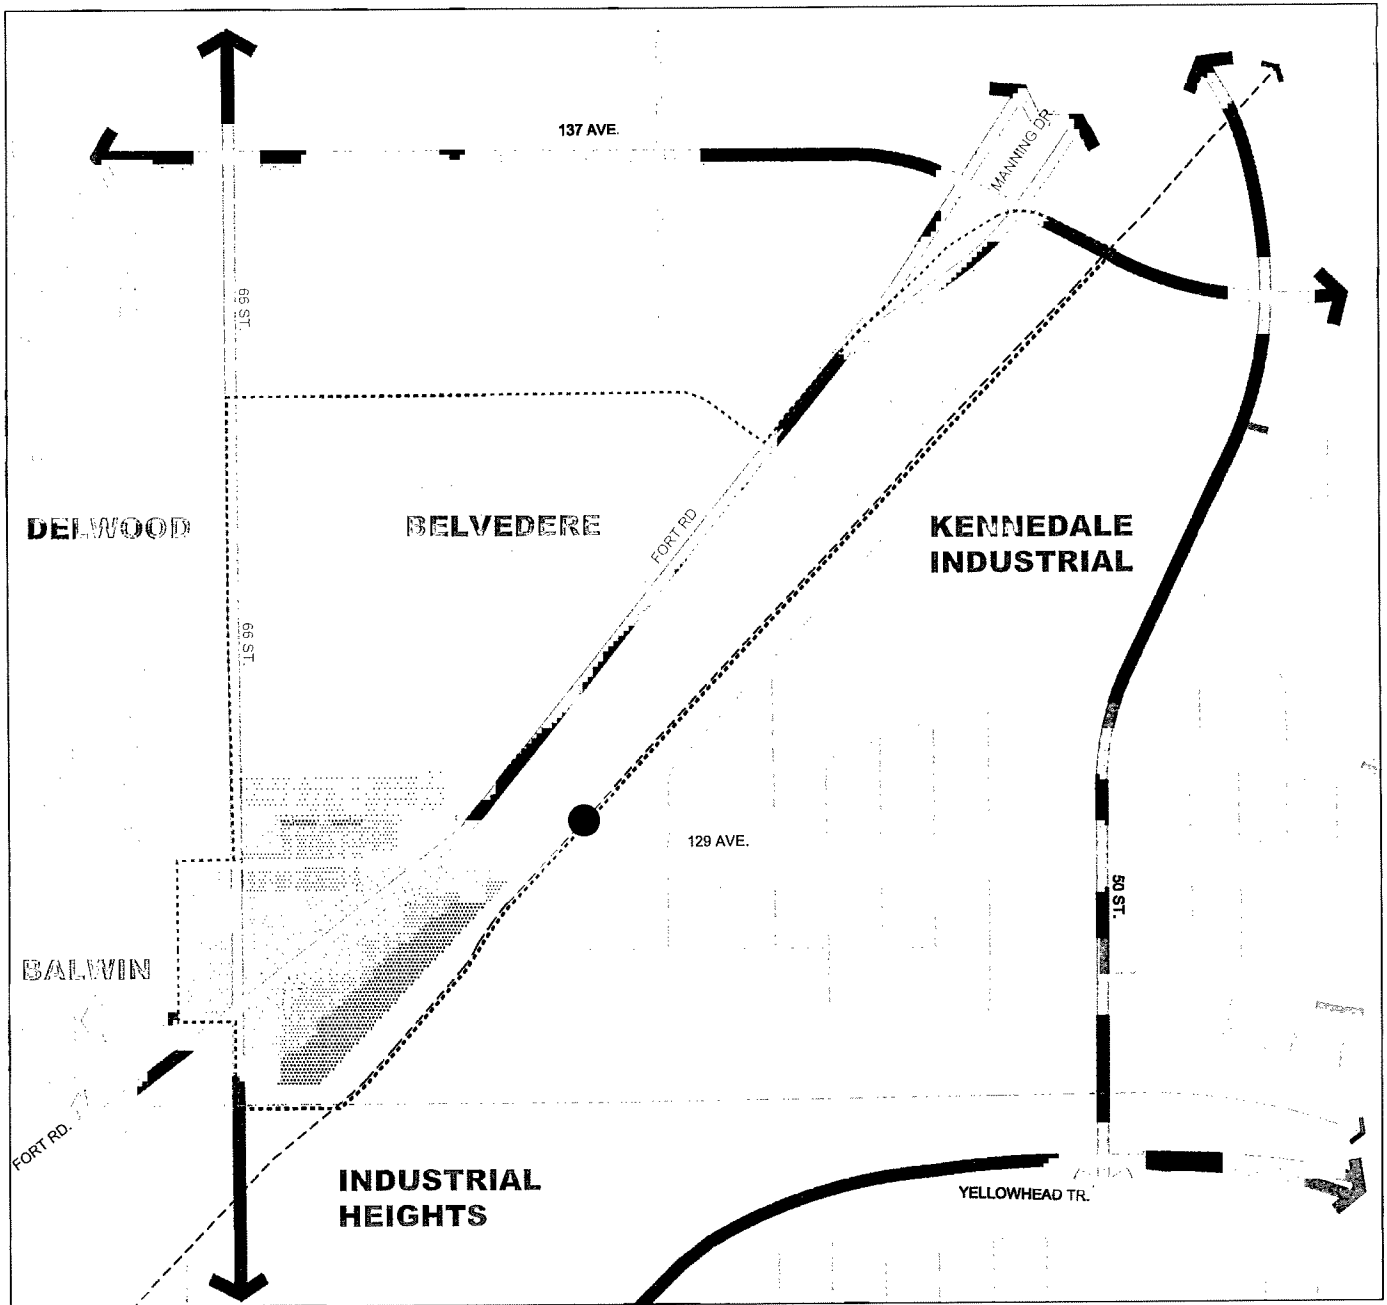 137 AVE.
MANNING DR.
66 ST.
DELWOOD
BELVEDERE
FORT RD
KENNEDALE
INDUSTRIAL
66 ST.
129 AVE.
50 ST.
BALWIN
FORT RD.
INDUSTRIAL
HEIGHTS
YELLOWHEAD TR.